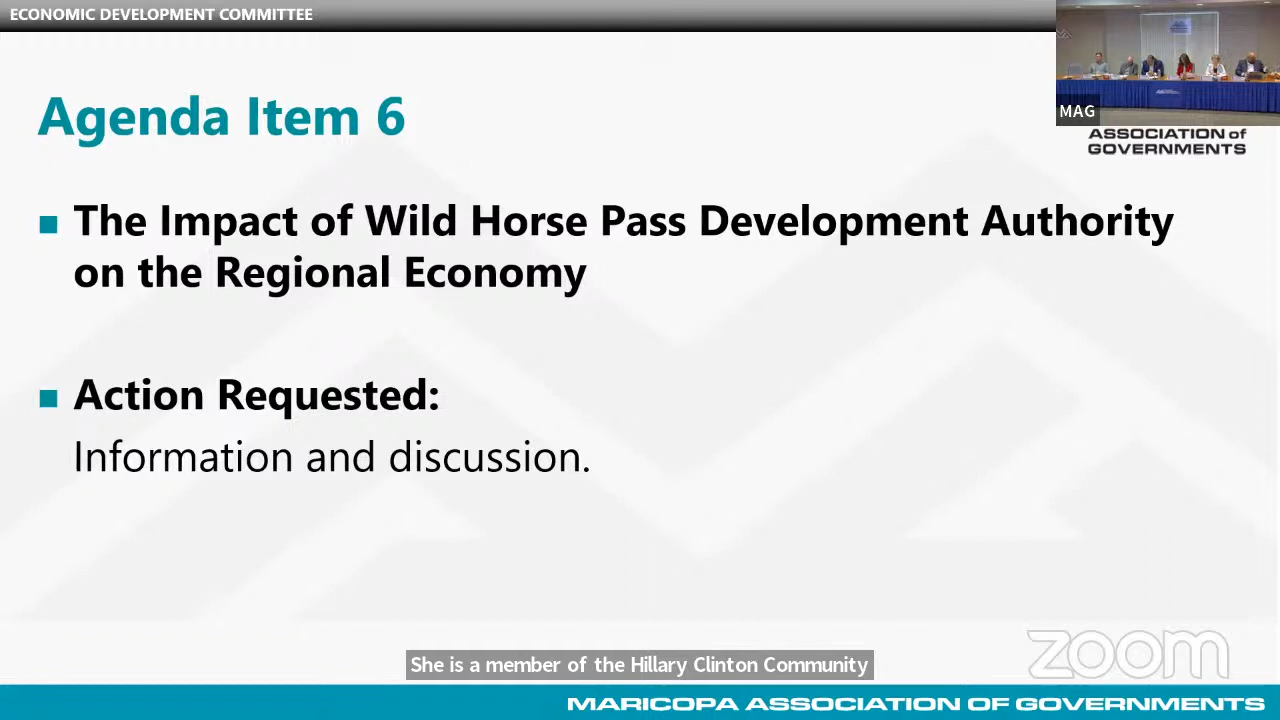 ECONOMIC DEVELOPMENT COMMITTEE
MAG
ASSOCIATION of
GOVERNMENTS
Agenda Item 6
The Impact of Wild Horse Pass Development Authority
on the Regional Economy
Action Requested:
Information and discussion.
zoom
She is a member of the Hillary Clinton Community
MARICOPA ASSOCIATION OF GOVERNMENTS